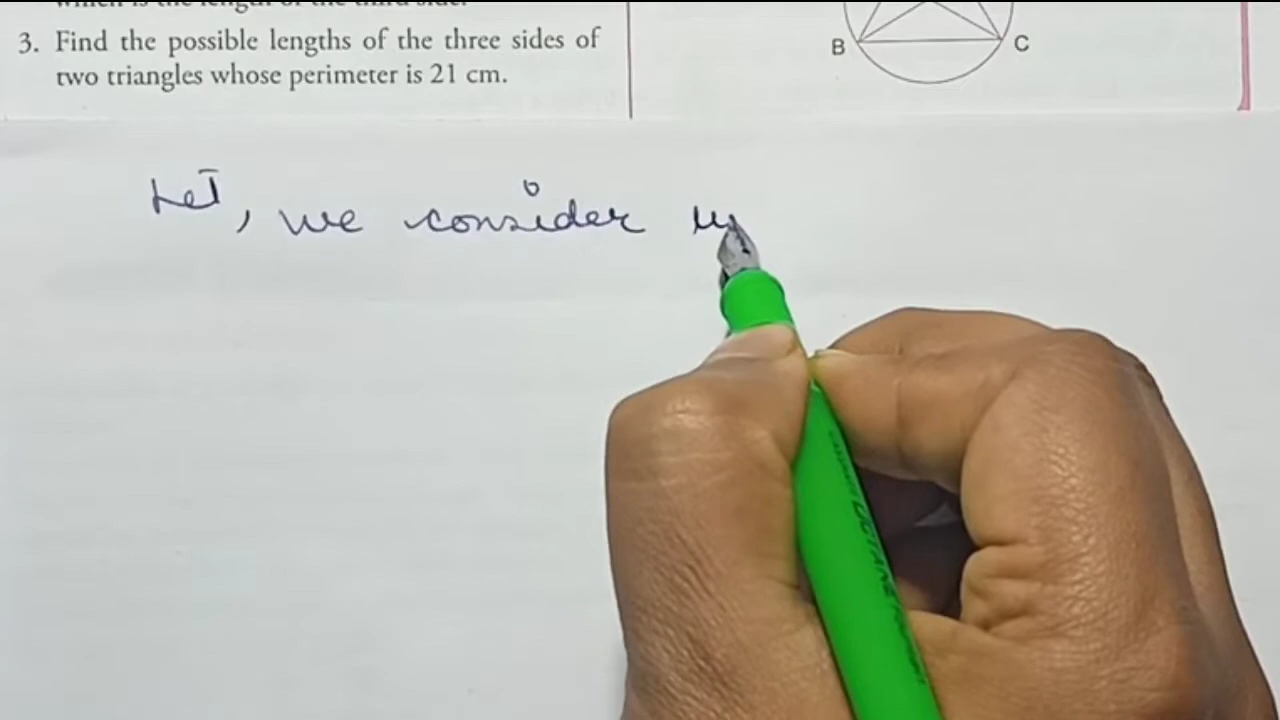 3. Find the possible lengths of the three sides of
two triangles whose perimeter is 21 cm.
B
C
Let, we consider